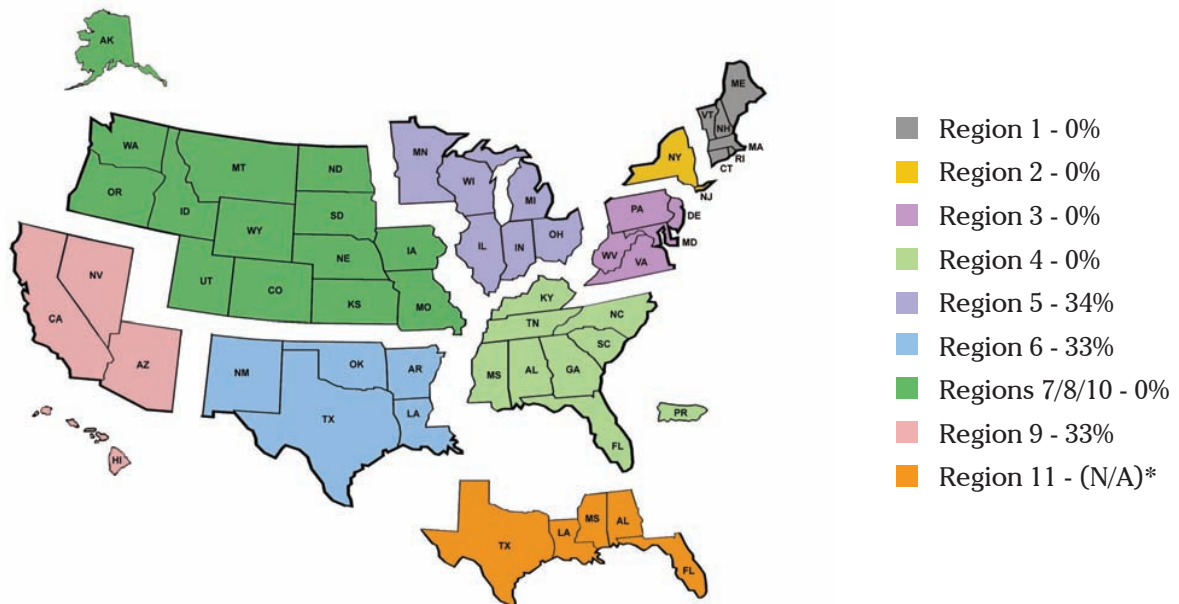 AK
ME
VT
NH
MA
RI
CT
WA
MT
ND
MN
OR
ID
SD
WI
MI
NY
NJ
WY
PA
DE
MD
WV
VA
IA
NE
IL
IN
OH
NV
UT
CO
KS
MO
CA
KY
NC
TN
SC
AZ
NM
OK
AR
MS
AL
GA
TX
LA
PR
FL
HI
TX
LA
MS
AL
FL
Region 1 - 0%
Region 2 - 0%
Region 3 - 0%
Region 4 - 0%
Region 5 - 34%
Region 6 - 33%
Regions 7/8/10 - 0%
Region 9 - 33%
Region 11 - (N/A)*